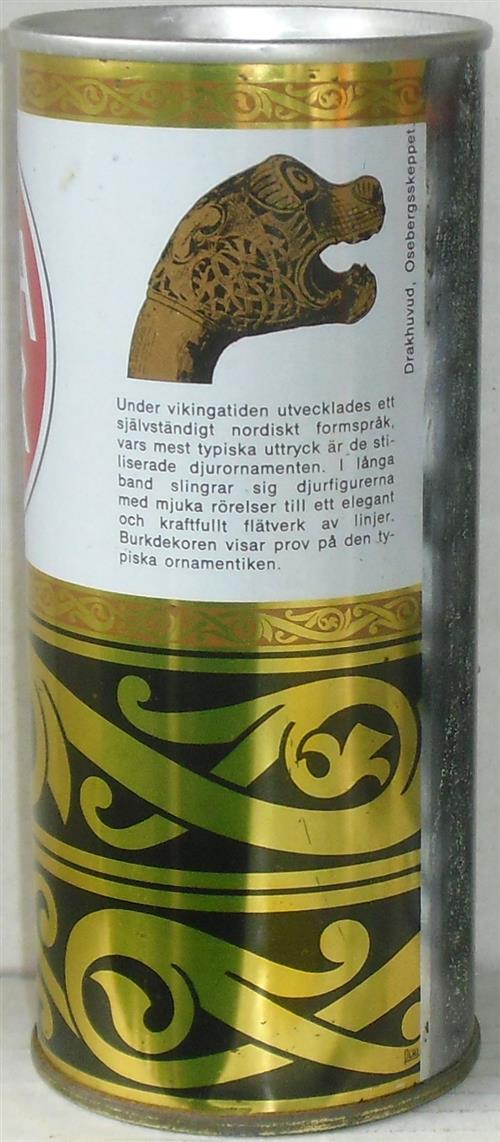 Drakhuvud, Osebergsskeppet.
Under vikingatiden utvecklades ett
självständigt nordiskt formspråk,
vars mest typiska uttryck är de sti-
liserade djurornamenten. I långa
band slingrar sig djurfigurerna
med mjuka rörelser till ett elegant
och kraftfullt flätverk av linjer.
Burkdekoren visar prov på den ty-
piska ornamentiken.